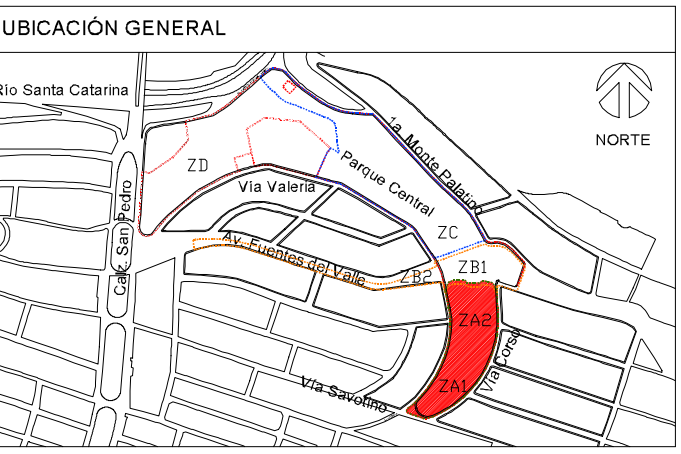 UBICACIÓN GENERAL
Río Santa Catarina
NORTE
1a. Monte Palatino
Parque Central
ZD
Vía Valeria
Calz. San Pedro
ZC
Av. Fuentes del Valle
ZB2
ZB1
ZA2
Vía Corso
ZA1
Vía Savotino